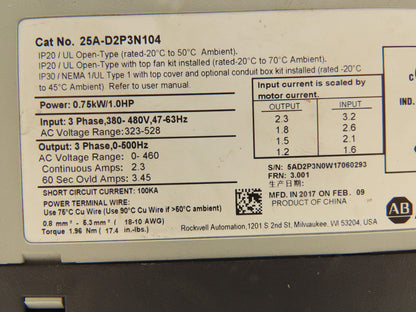 Cat No. 25A-D2P3N104
IP20 / UL Open-Type (rated-20°C to 50°C Ambient).
IP20 / UL Open-Type with top fan kit installed (rated-20°C to 70°C Ambient).
IP30 / NEMA 1/UL Type 1 with top cover and optional conduit box kit installed (rated-20°C
to 45°C Ambient) Refer to user manual.
Power: 0.75kW/1.0HP
Input: 3 Phase,380- 480V,47-63Hz
AC Voltage Range:323-528
Output: 3 Phase,0-500Hz
AC Voltage Range: 0- 460
Continuous Amps: 2.3
60 Sec Ovld Amps: 3.45
SHORT CIRCUIT CURRENT: 100KA
POWER TERMINAL WIRE:
Use 75°C Cu Wire (Use 90°C Cu Wire if >50°C ambient)
0.8 mm² - 5.3 mm² ( 18-10 AWG)
Torque 1.96 Nm ( 17.4 in.-lbs.)
Input current is scaled by
motor current.
OUTPUT INPUT
2.3 3.2
1.8 2.6
1.5 2.1
1.2 1.6
S/N: 5AD2P3N0W17060293
FRN: 3.001
生产日期:
MFD. IN 2017 ON FEB. 09
PRODUCT OF CHINA
Rockwell Automation,1201 S 2nd St, Milwaukee, WI 53204, USA
AB